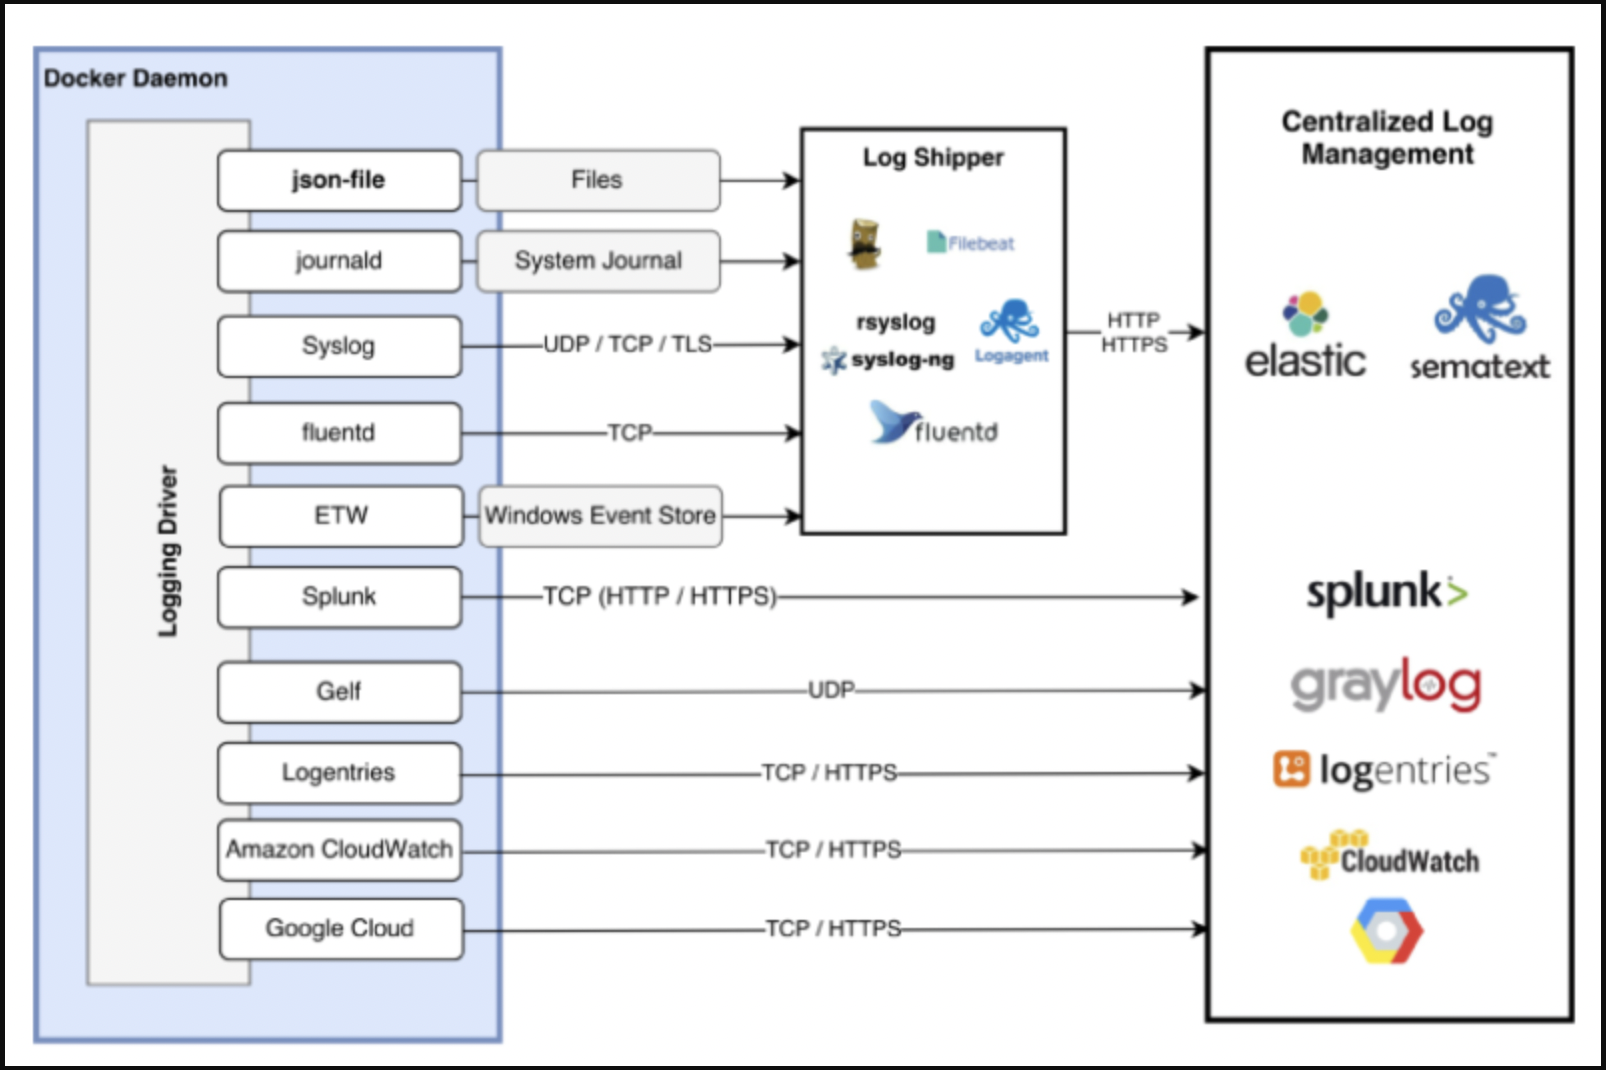 Docker Daemon
Logging Driver
json-file
Files
journald
System Journal
Syslog
UDP / TCP / TLS
fluentd
TCP
ETW
Windows Event Store
Splunk
TCP (HTTP / HTTPS)
Gelf
UDP
Logentries
TCP / HTTPS
Amazon CloudWatch
TCP / HTTPS
Google Cloud
TCP / HTTPS
Log Shipper
Filebeat
rsyslog
syslog-ng
Logagent
fluentd
HTTP
HTTPS
Centralized Log
Management
elastic
sematext
splunk>
graylog
logentries™
CloudWatch